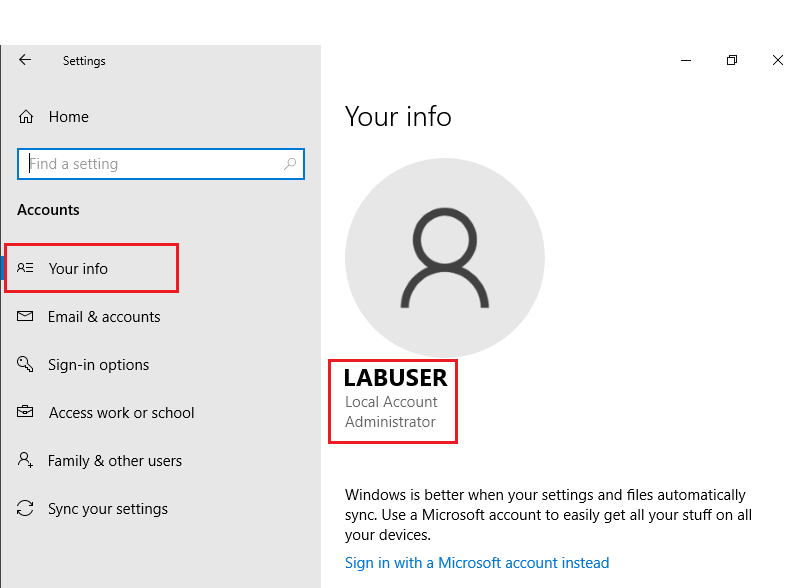 Settings
Home
Find a setting
Accounts
Your info
Email & accounts
Sign-in options
Access work or school
Family & other users
Sync your settings
Your info
LABUSER
Local Account
Administrator
Windows is better when your settings and files automatically
sync. Use a Microsoft account to easily get all your stuff on all
your devices.
Sign in with a Microsoft account instead